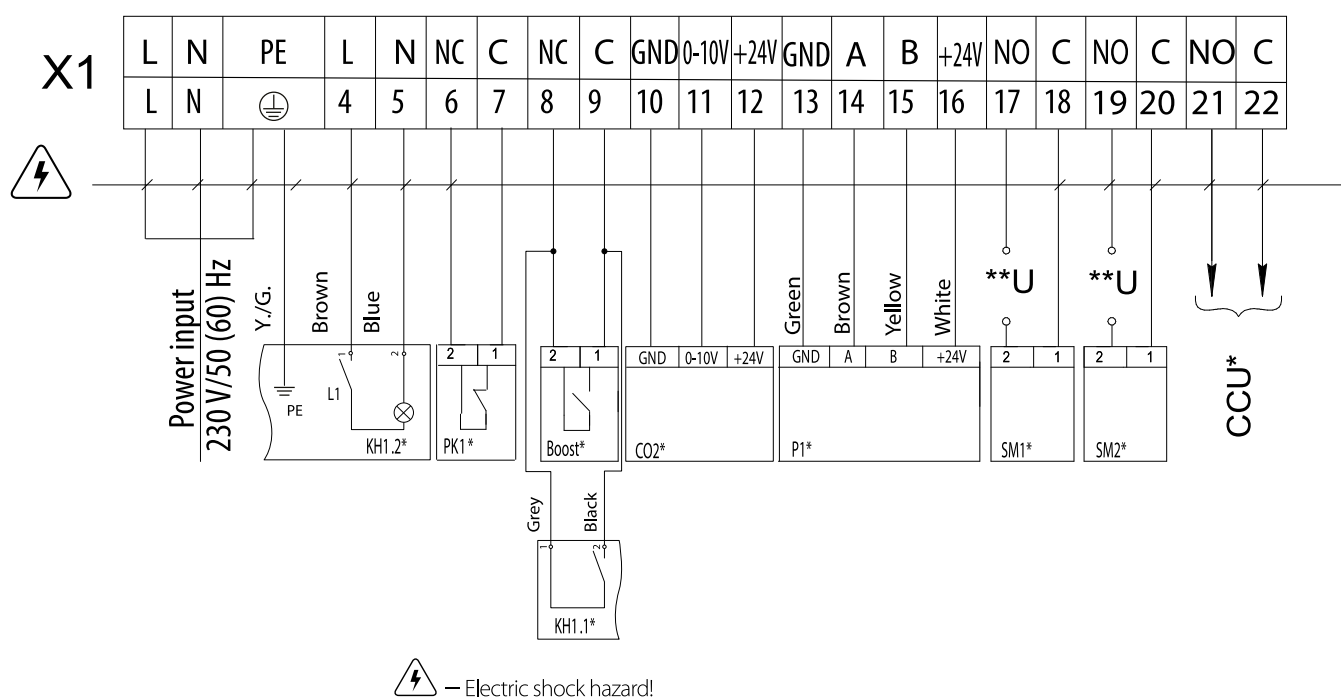 X1
L N PE L N NC C NC C GND 0-10V +24V GND A B +24V NO C NO C NO C
L N 4 5 6 7 8 9 10 11 12 13 14 15 16 17 18 19 20 21 22
Power input
230 V/50 (60) Hz
Y./G.
Brown
Blue
Green
Brown
Yellow
White
**U
**U
1 2
L1
PE
KH1.2*
2 1
PK1*
2 1
Boost*
GND 0-10V +24V
CO2*
GND A B +24V
P1*
2 1
SM1*
2 1
SM2*
CCU*
Grey
Black
1 2
KH1.1*
– Electric shock hazard!